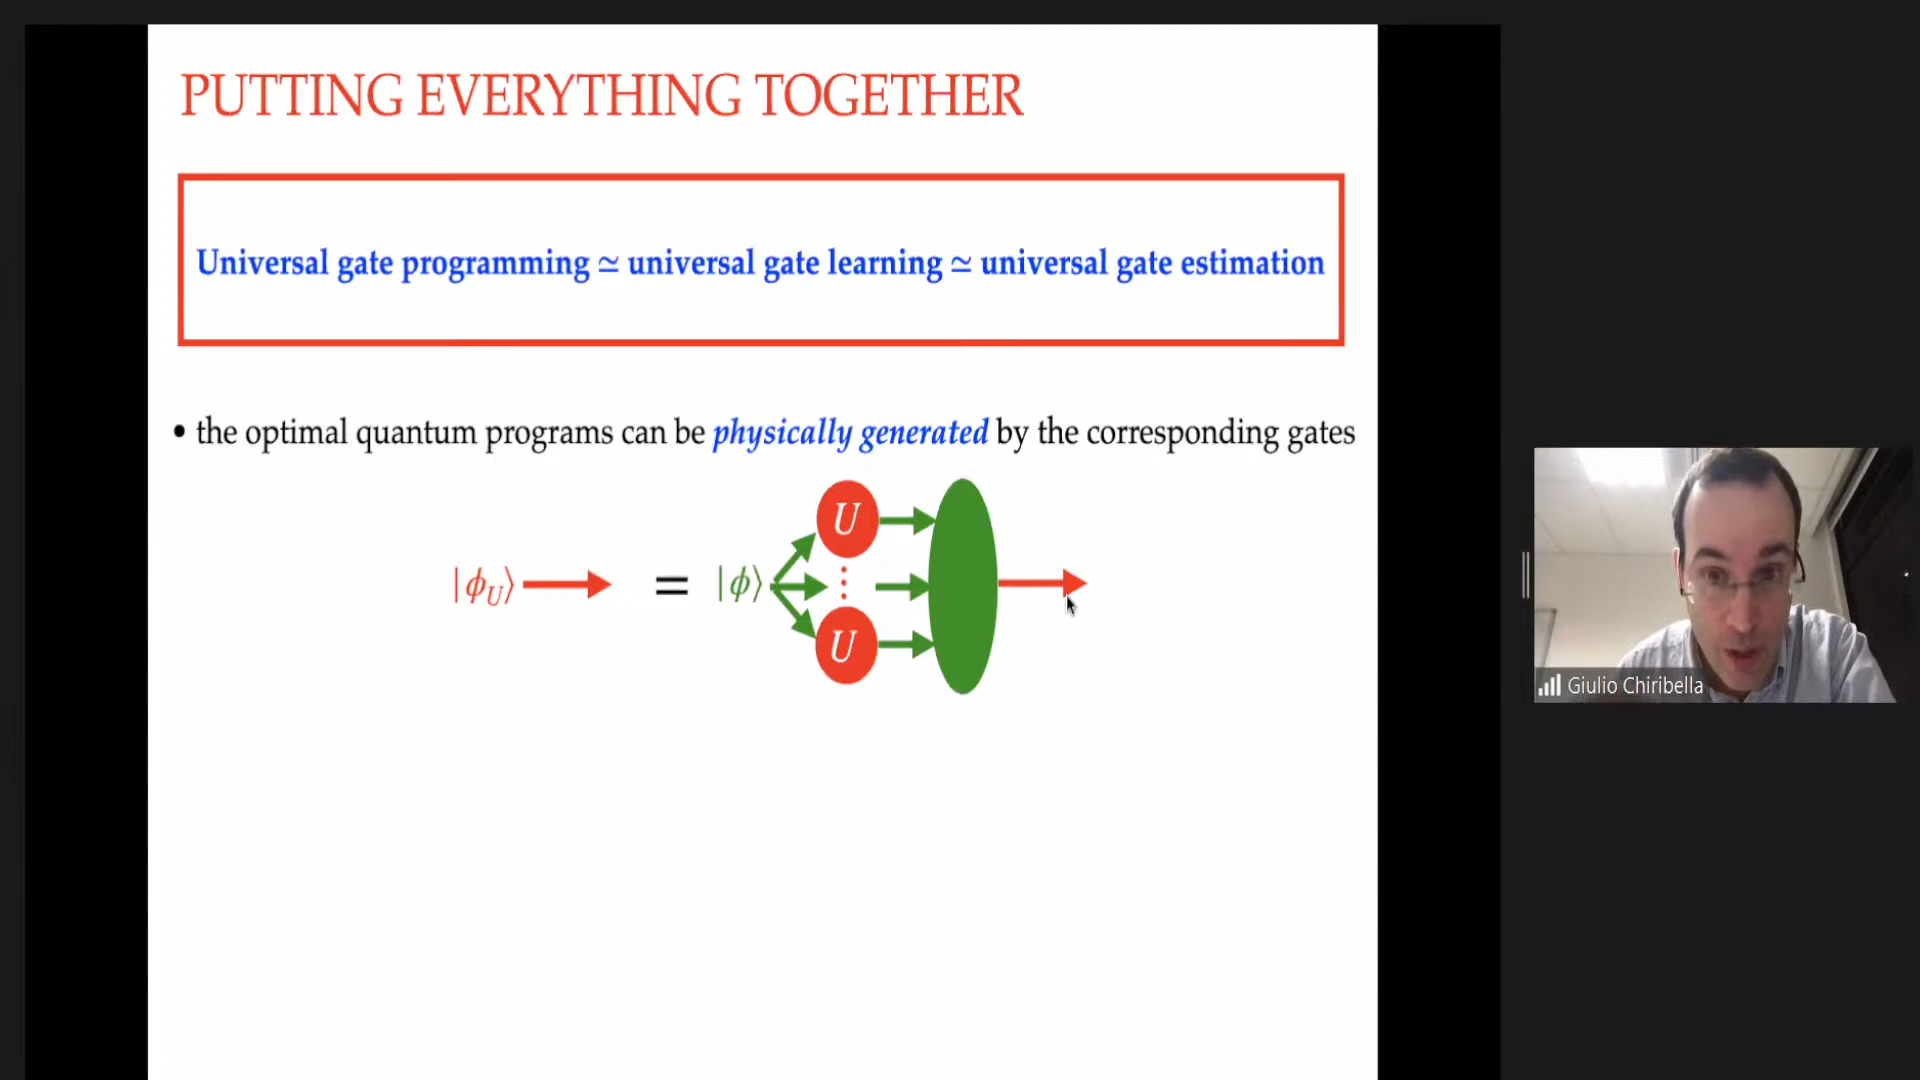 PUTTING EVERYTHING TOGETHER
Universal gate programming ≃ universal gate learning ≃ universal gate estimation
• the optimal quantum programs can be physically generated by the corresponding gates
U
|ϕ_U⟩ = |ϕ⟩
U
Giulio Chiribella